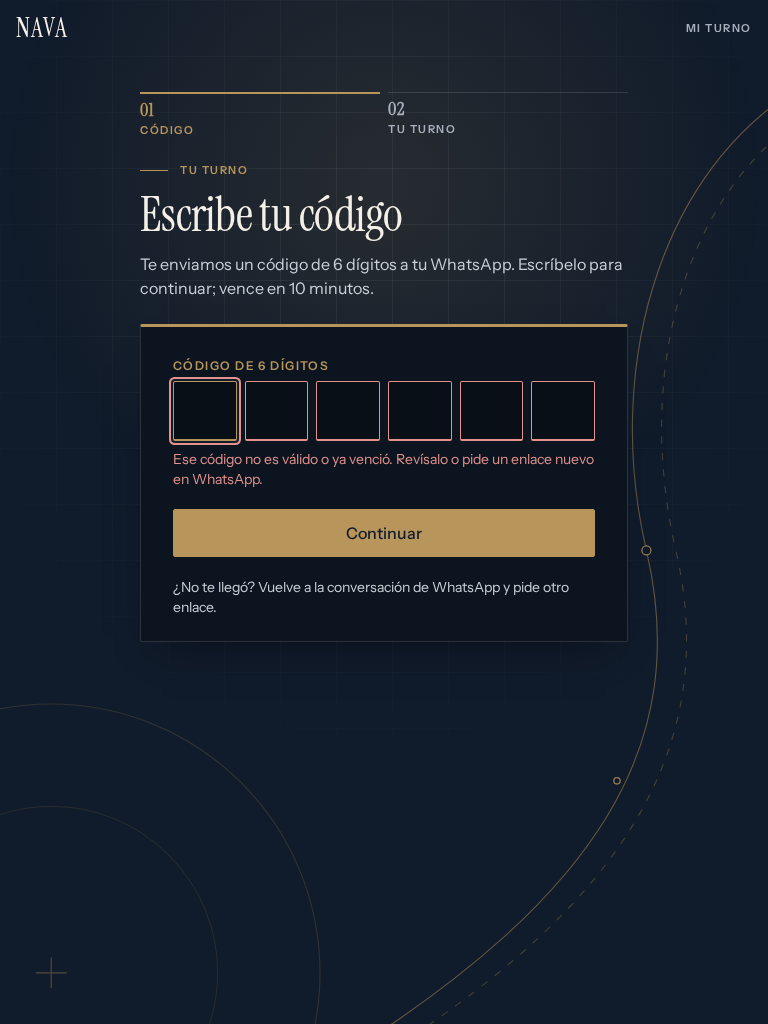 NAVA
MI TURNO
01
CÓDIGO
02
TU TURNO
TU TURNO
Escribe tu código
Te enviamos un código de 6 dígitos a tu WhatsApp. Escríbelo para
continuar; vence en 10 minutos.
CÓDIGO DE 6 DÍGITOS
Ese código no es válido o ya venció. Revísalo o pide un enlace nuevo
en WhatsApp.
Continuar
¿No te llegó? Vuelve a la conversación de WhatsApp y pide otro
enlace.